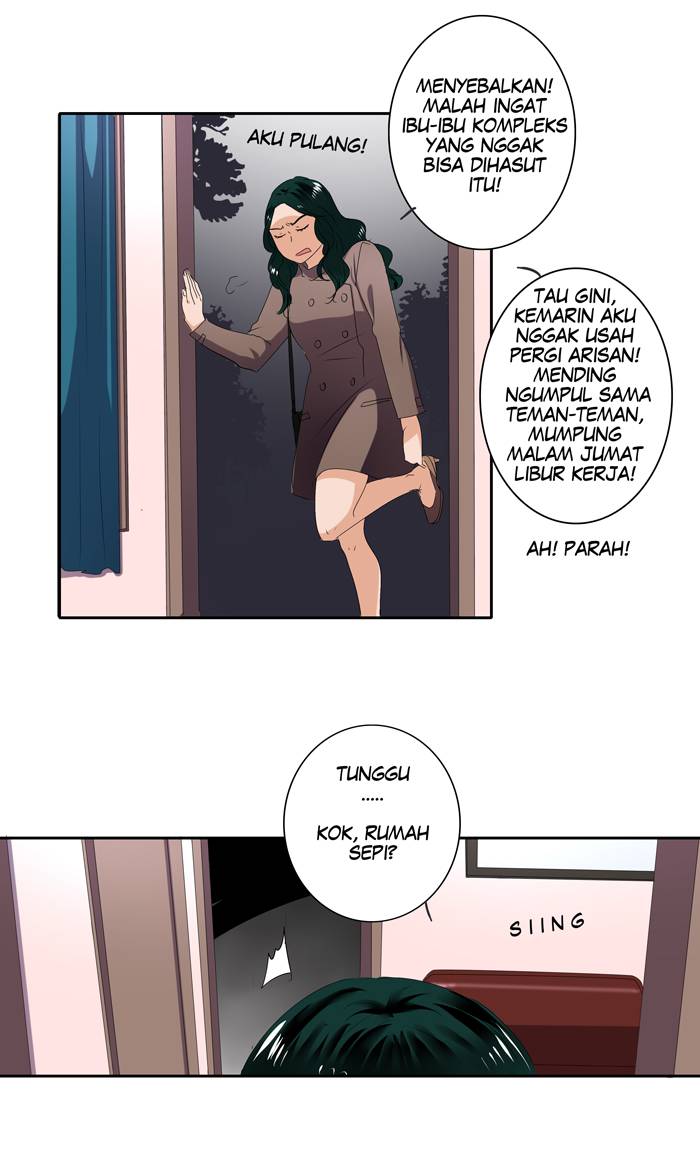 AKU PULANG!
MENYEBALKAN!
MALAH INGAT
IBU-IBU KOMPLEKS
YANG NGGAK
BISA DIHASUT
ITU!
TAU GINI,
KEMARIN AKU
NGGAK USAH
PERGI ARISAN!
MENDING
NGUMPUL SAMA
TEMAN-TEMAN,
MUMPUNG
MALAM JUMAT
LIBUR KERJA!
AH! PARAH!
TUNGGU
.....
KOK, RUMAH
SEPI?
SIING